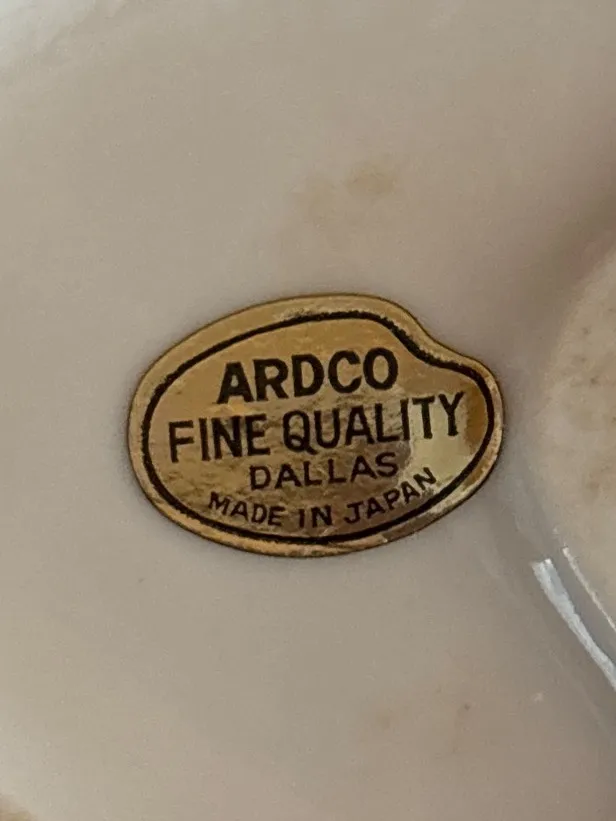 ARDCO
FINE QUALITY
DALLAS
MADE IN JAPAN